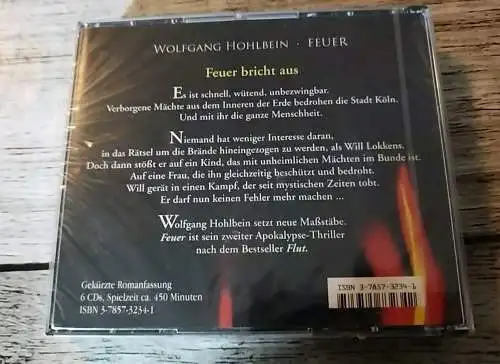 WOLFGANG HOHLBEIN · FEUER
Feuer bricht aus
Es ist schnell, wütend, unbezwingbar.
Verborgene Mächte aus dem Inneren der Erde bedrohen die Stadt Köln.
Und mit ihr die ganze Menschheit.
Niemand hat weniger Interesse daran,
in das Rätsel um die Brände hineingezogen zu werden, als Will Lokkens.
Doch dann stößt er auf ein Kind, das mit unheimlichen Mächten im Bunde ist.
Auf eine Frau, die ihn gleichzeitig beschützt und bedroht.
Will gerät in einen Kampf, der seit mystischen Zeiten tobt.
Er darf nun keinen Fehler mehr machen ...
Wolfgang Hohlbein setzt neue Maßstäbe.
Feuer ist sein zweiter Apokalypse-Thriller
nach dem Bestseller Flut.
Gekürzte Romanfassung
6 CDs, Spielzeit ca. 450 Minuten
ISBN 3-7857-3234-1
ISBN 3-7857-3234-1